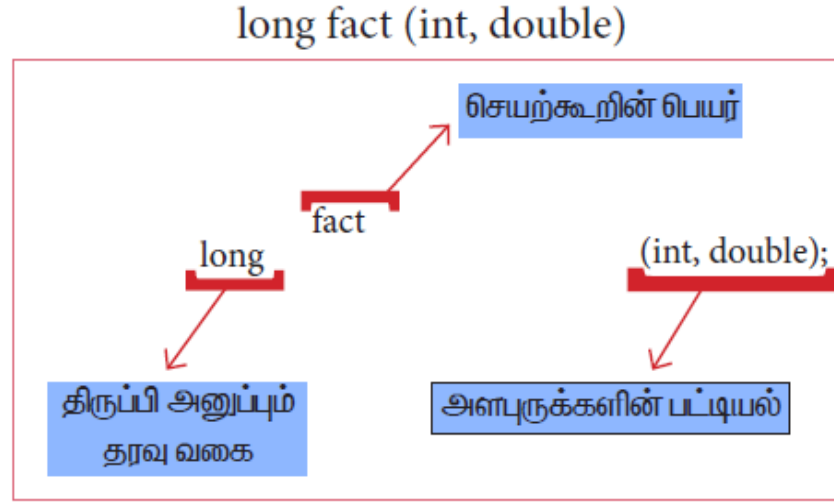 long fact (int, double)
செயற்கூறின் பெயர்
fact
long
(int, double);
திருப்பி அனுப்பும்
தரவு வகை
அளபுருக்களின் பட்டியல்